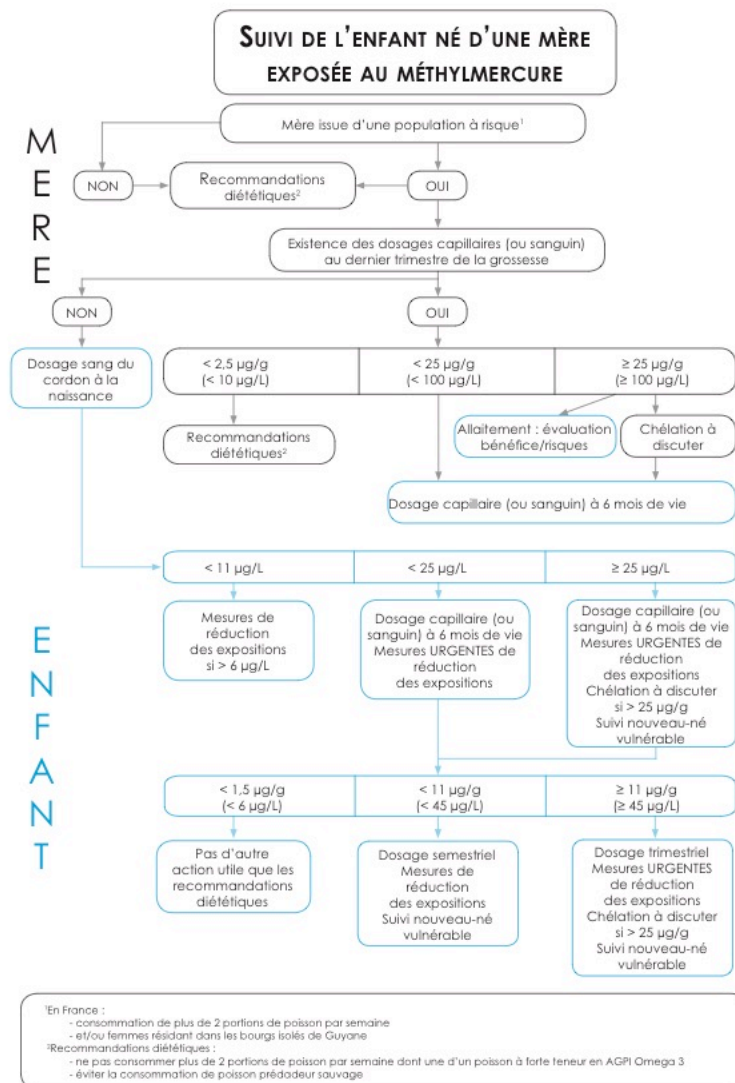 SUIVI DE L'ENFANT NÉ D'UNE MÈRE
EXPOSÉE AU MÉTHYLMERCURE
MERE
Mère issue d'une population à risque¹
NON
Recommandations
diététiques²
OUI
Existence des dosages capillaires (ou sanguin)
au dernier trimestre de la grossesse
NON
OUI
Dosage sang du
cordon à la
naissance
< 2,5 µg/g
(< 10 µg/L)
< 25 µg/g
(< 100 µg/L)
≥ 25 µg/g
(≥ 100 µg/L)
Recommandations
diététiques²
Allaitement : évaluation
bénéfice/risques
Chélation à
discuter
Dosage capillaire (ou sanguin) à 6 mois de vie
ENFANT
< 11 µg/L
< 25 µg/L
≥ 25 µg/L
Mesures de
réduction
des expositions
si > 6 µg/L
Dosage capillaire (ou
sanguin) à 6 mois de vie
Mesures URGENTES de
réduction
des expositions
Dosage capillaire (ou
sanguin) à 6 mois de vie
Mesures URGENTES de
réduction
des expositions
Chélation à discuter
si > 25 µg/g
Suivi nouveau-né
vulnérable
< 1,5 µg/g
(< 6 µg/L)
< 11 µg/g
(< 45 µg/L)
≥ 11 µg/g
(≥ 45 µg/L)
Pas d'autre
action utile que les
recommandations
diététiques
Dosage semestriel
Mesures de
réduction
des expositions
Suivi nouveau-né
vulnérable
Dosage trimestriel
Mesures URGENTES
de réduction
des expositions
Chélation à discuter
si > 25 µg/g
Suivi nouveau-né
vulnérable
¹En France :
- consommation de plus de 2 portions de poisson par semaine
- et/ou femmes résidant dans les bourgs isolés de Guyane
²Recommandations diététiques :
- ne pas consommer plus de 2 portions de poisson par semaine dont une d'un poisson à forte teneur en AGPI Omega 3
- éviter la consommation de poisson prédadeur sauvage